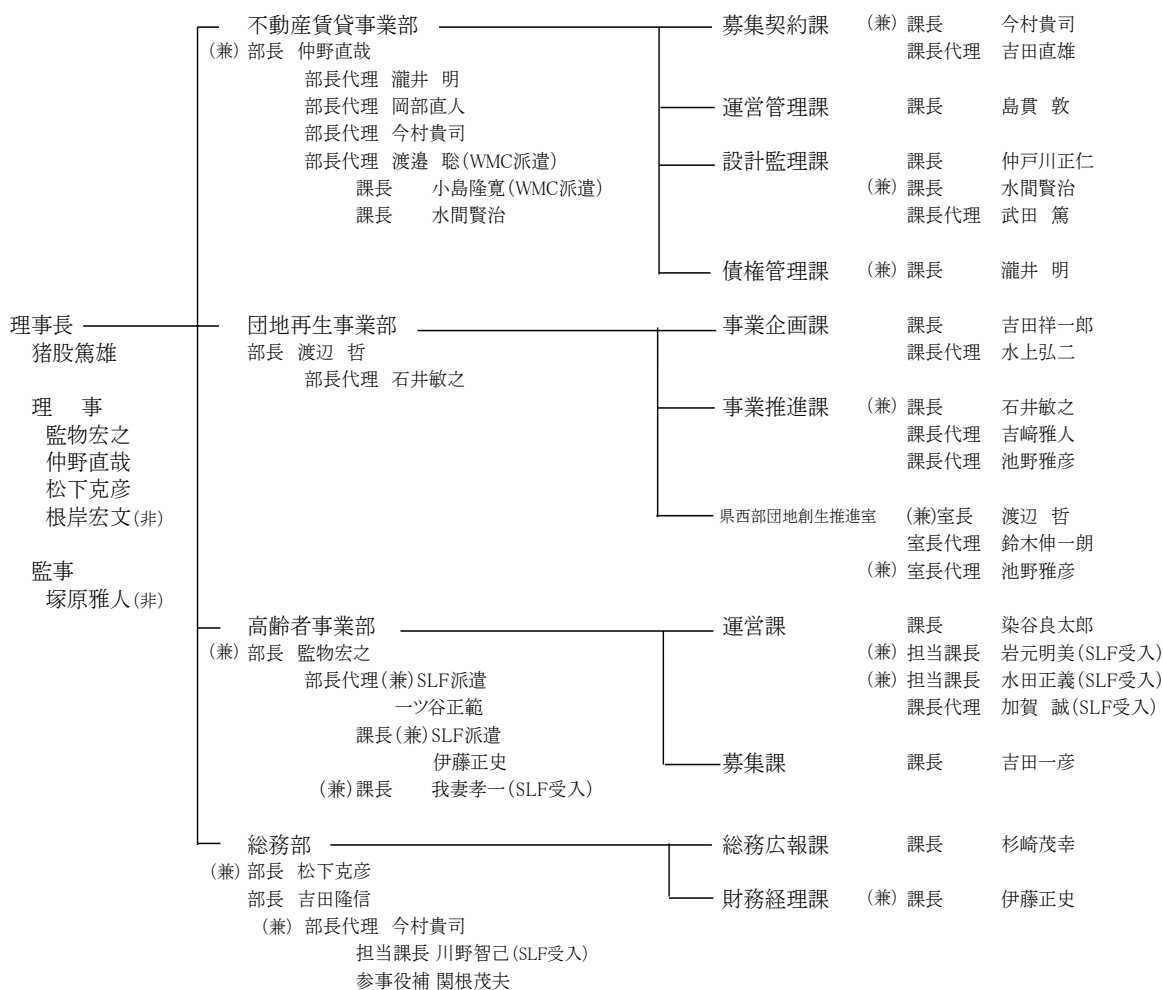 理事長
猪股篤雄
理　事
監物宏之
仲野直哉
松下克彦
根岸宏文(非)
監事
塚原雅人(非)
不動産賃貸事業部
(兼) 部長 仲野直哉
部長代理 瀧井　明
部長代理 岡部直人
部長代理 今村貴司
部長代理 渡邉　聡(WMC派遣)
課長　小島隆寛(WMC派遣)
課長　水間賢治
募集契約課 (兼) 課長 今村貴司
課長代理 吉田直雄
運営管理課 課長 島貫　敦
設計監理課 課長 仲戸川正仁
(兼) 課長 水間賢治
課長代理 武田　篤
債権管理課 (兼) 課長 瀧井　明
団地再生事業部
部長 渡辺　哲
部長代理 石井敏之
事業企画課 課長 吉田祥一郎
課長代理 水上弘二
事業推進課 (兼) 課長 石井敏之
課長代理 吉﨑雅人
課長代理 池野雅彦
県西部団地創生推進室 (兼)室長 渡辺　哲
室長代理 鈴木伸一朗
(兼) 室長代理 池野雅彦
高齢者事業部
(兼) 部長 監物宏之
部長代理(兼)SLF派遣
一ツ谷正範
課長(兼)SLF派遣
伊藤正史
(兼)課長 我妻孝一(SLF受入)
運営課 課長 染谷良太郎
(兼) 担当課長 岩元明美(SLF受入)
(兼) 担当課長 水田正義(SLF受入)
課長代理 加賀　誠(SLF受入)
募集課 課長 吉田一彦
総務部
(兼) 部長 松下克彦
部長 吉田隆信
(兼) 部長代理 今村貴司
担当課長 川野智己(SLF受入)
参事役補 関根茂夫
総務広報課 課長 杉崎茂幸
財務経理課 (兼) 課長 伊藤正史